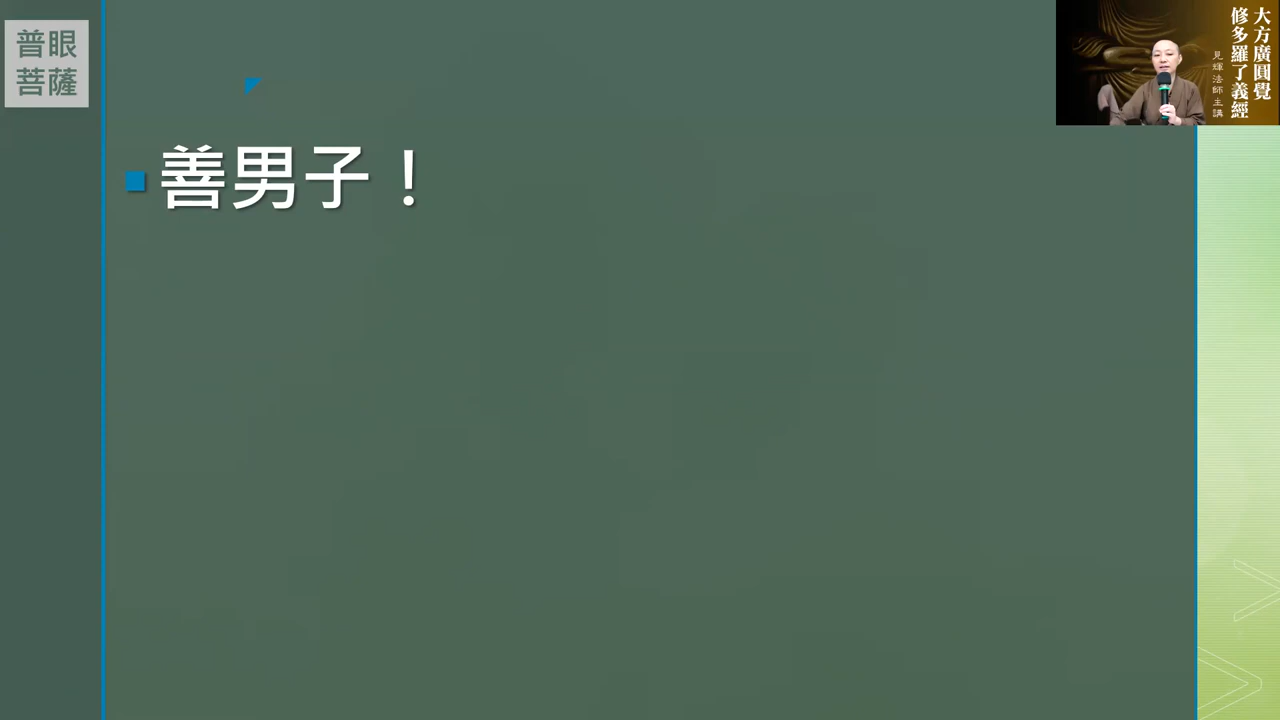 普眼
菩薩
善男子！
大方廣圓覺
修多羅了義經
見輝法師主講